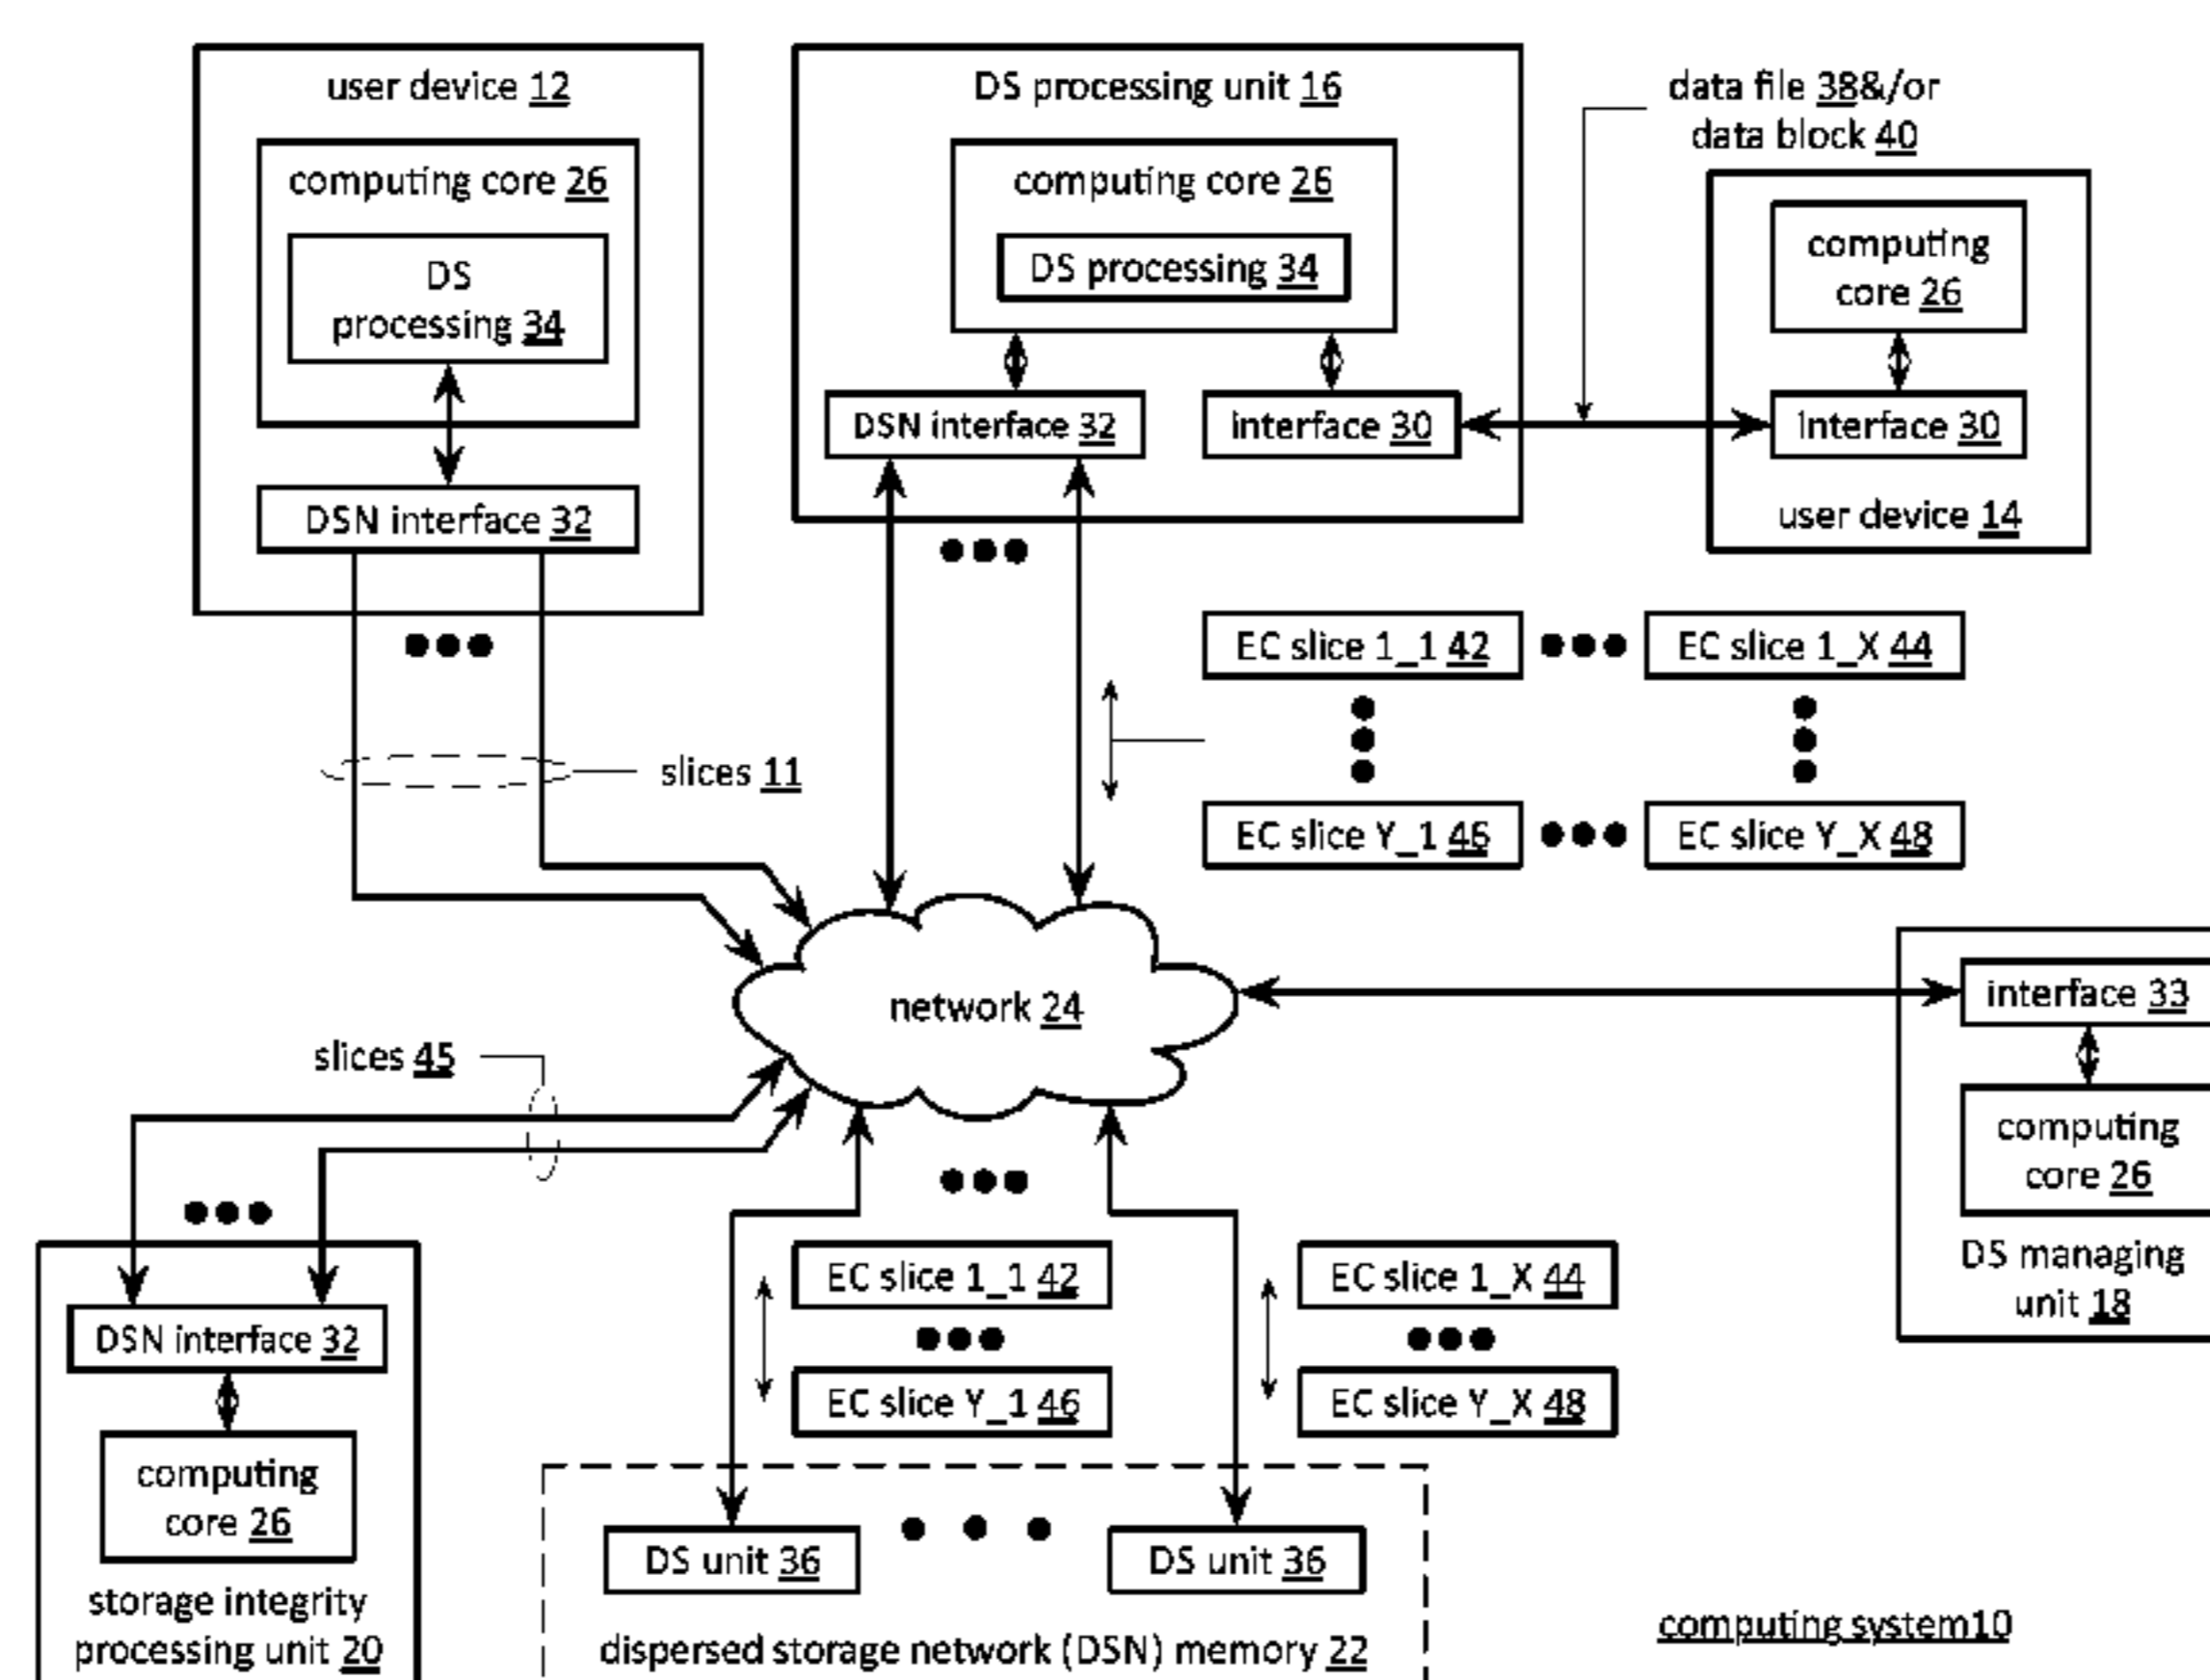 user device 12
computing core 26
DS
processing 34
DSN interface 32
slices 11
DS processing unit 16
computing core 26
DS processing 34
DSN interface 32
interface 30
data file 38&/or
data block 40
computing
core 26
interface 30
user device 14
EC slice 1_1 42
EC slice 1_X 44
EC slice Y_1 46
EC slice Y_X 48
network 24
interface 33
computing
core 26
DS managing
unit 18
slices 45
DSN interface 32
computing
core 26
storage integrity
processing unit 20
EC slice 1_1 42
EC slice 1_X 44
EC slice Y_1 46
EC slice Y_X 48
DS unit 36
DS unit 36
dispersed storage network (DSN) memory 22
computing system10